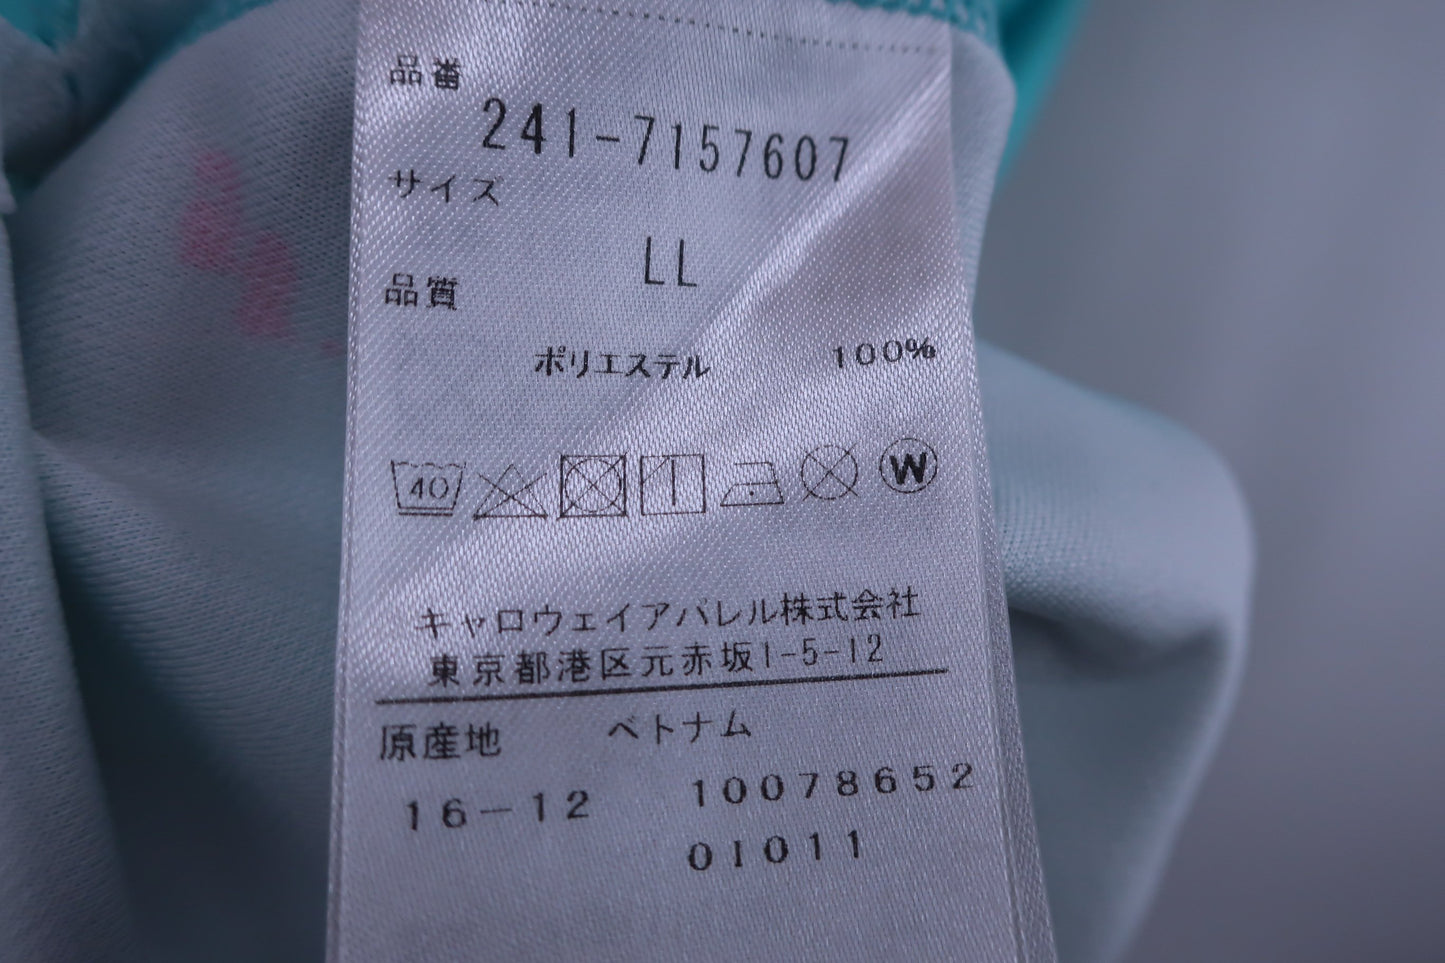 品番
241-7157607
サイズ
LL
品質
ポリエステル 100%
40 W
キャロウェイアパレル株式会社
東京都港区元赤坂1-5-12
原産地 ベトナム
16-12 10078652
01011